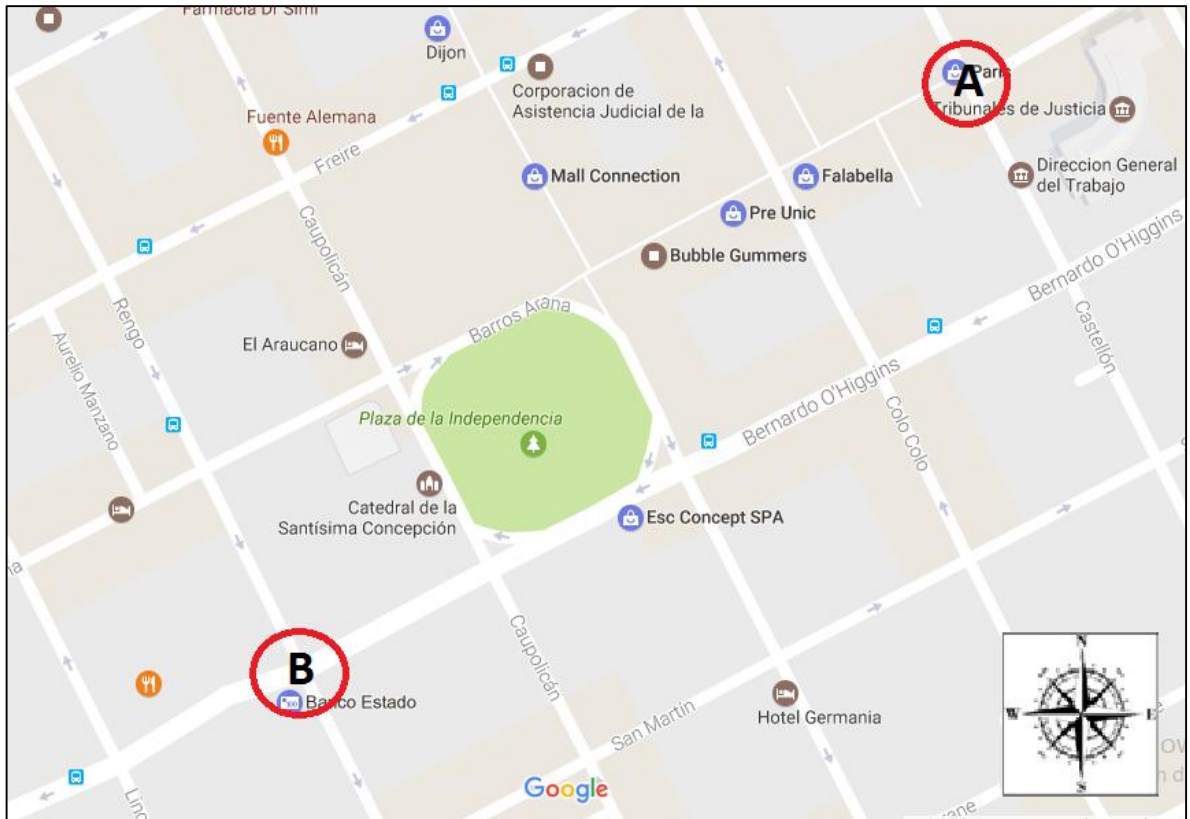 Farmacia Dr Simi
Dijon
Corporacion de
Asistencia Judicial de la
A
Paris
Tribunales de Justicia
Fuente Alemana
Freire
Mall Connection
Falabella
Direccion General
del Trabajo
Pre Unic
Caupolicán
Bubble Gummers
Bernardo O'Higgins
Rengo
Barros Arana
El Araucano
Aurelio Manzano
Castellón
Plaza de la Independencia
Bernardo O'Higgins
Colo Colo
Catedral de la
Santísima Concepción
Esc Concept SPA
B
Banco Estado
Caupolicán
San Martin
Hotel Germania
N
W
E
S
Google
Linc